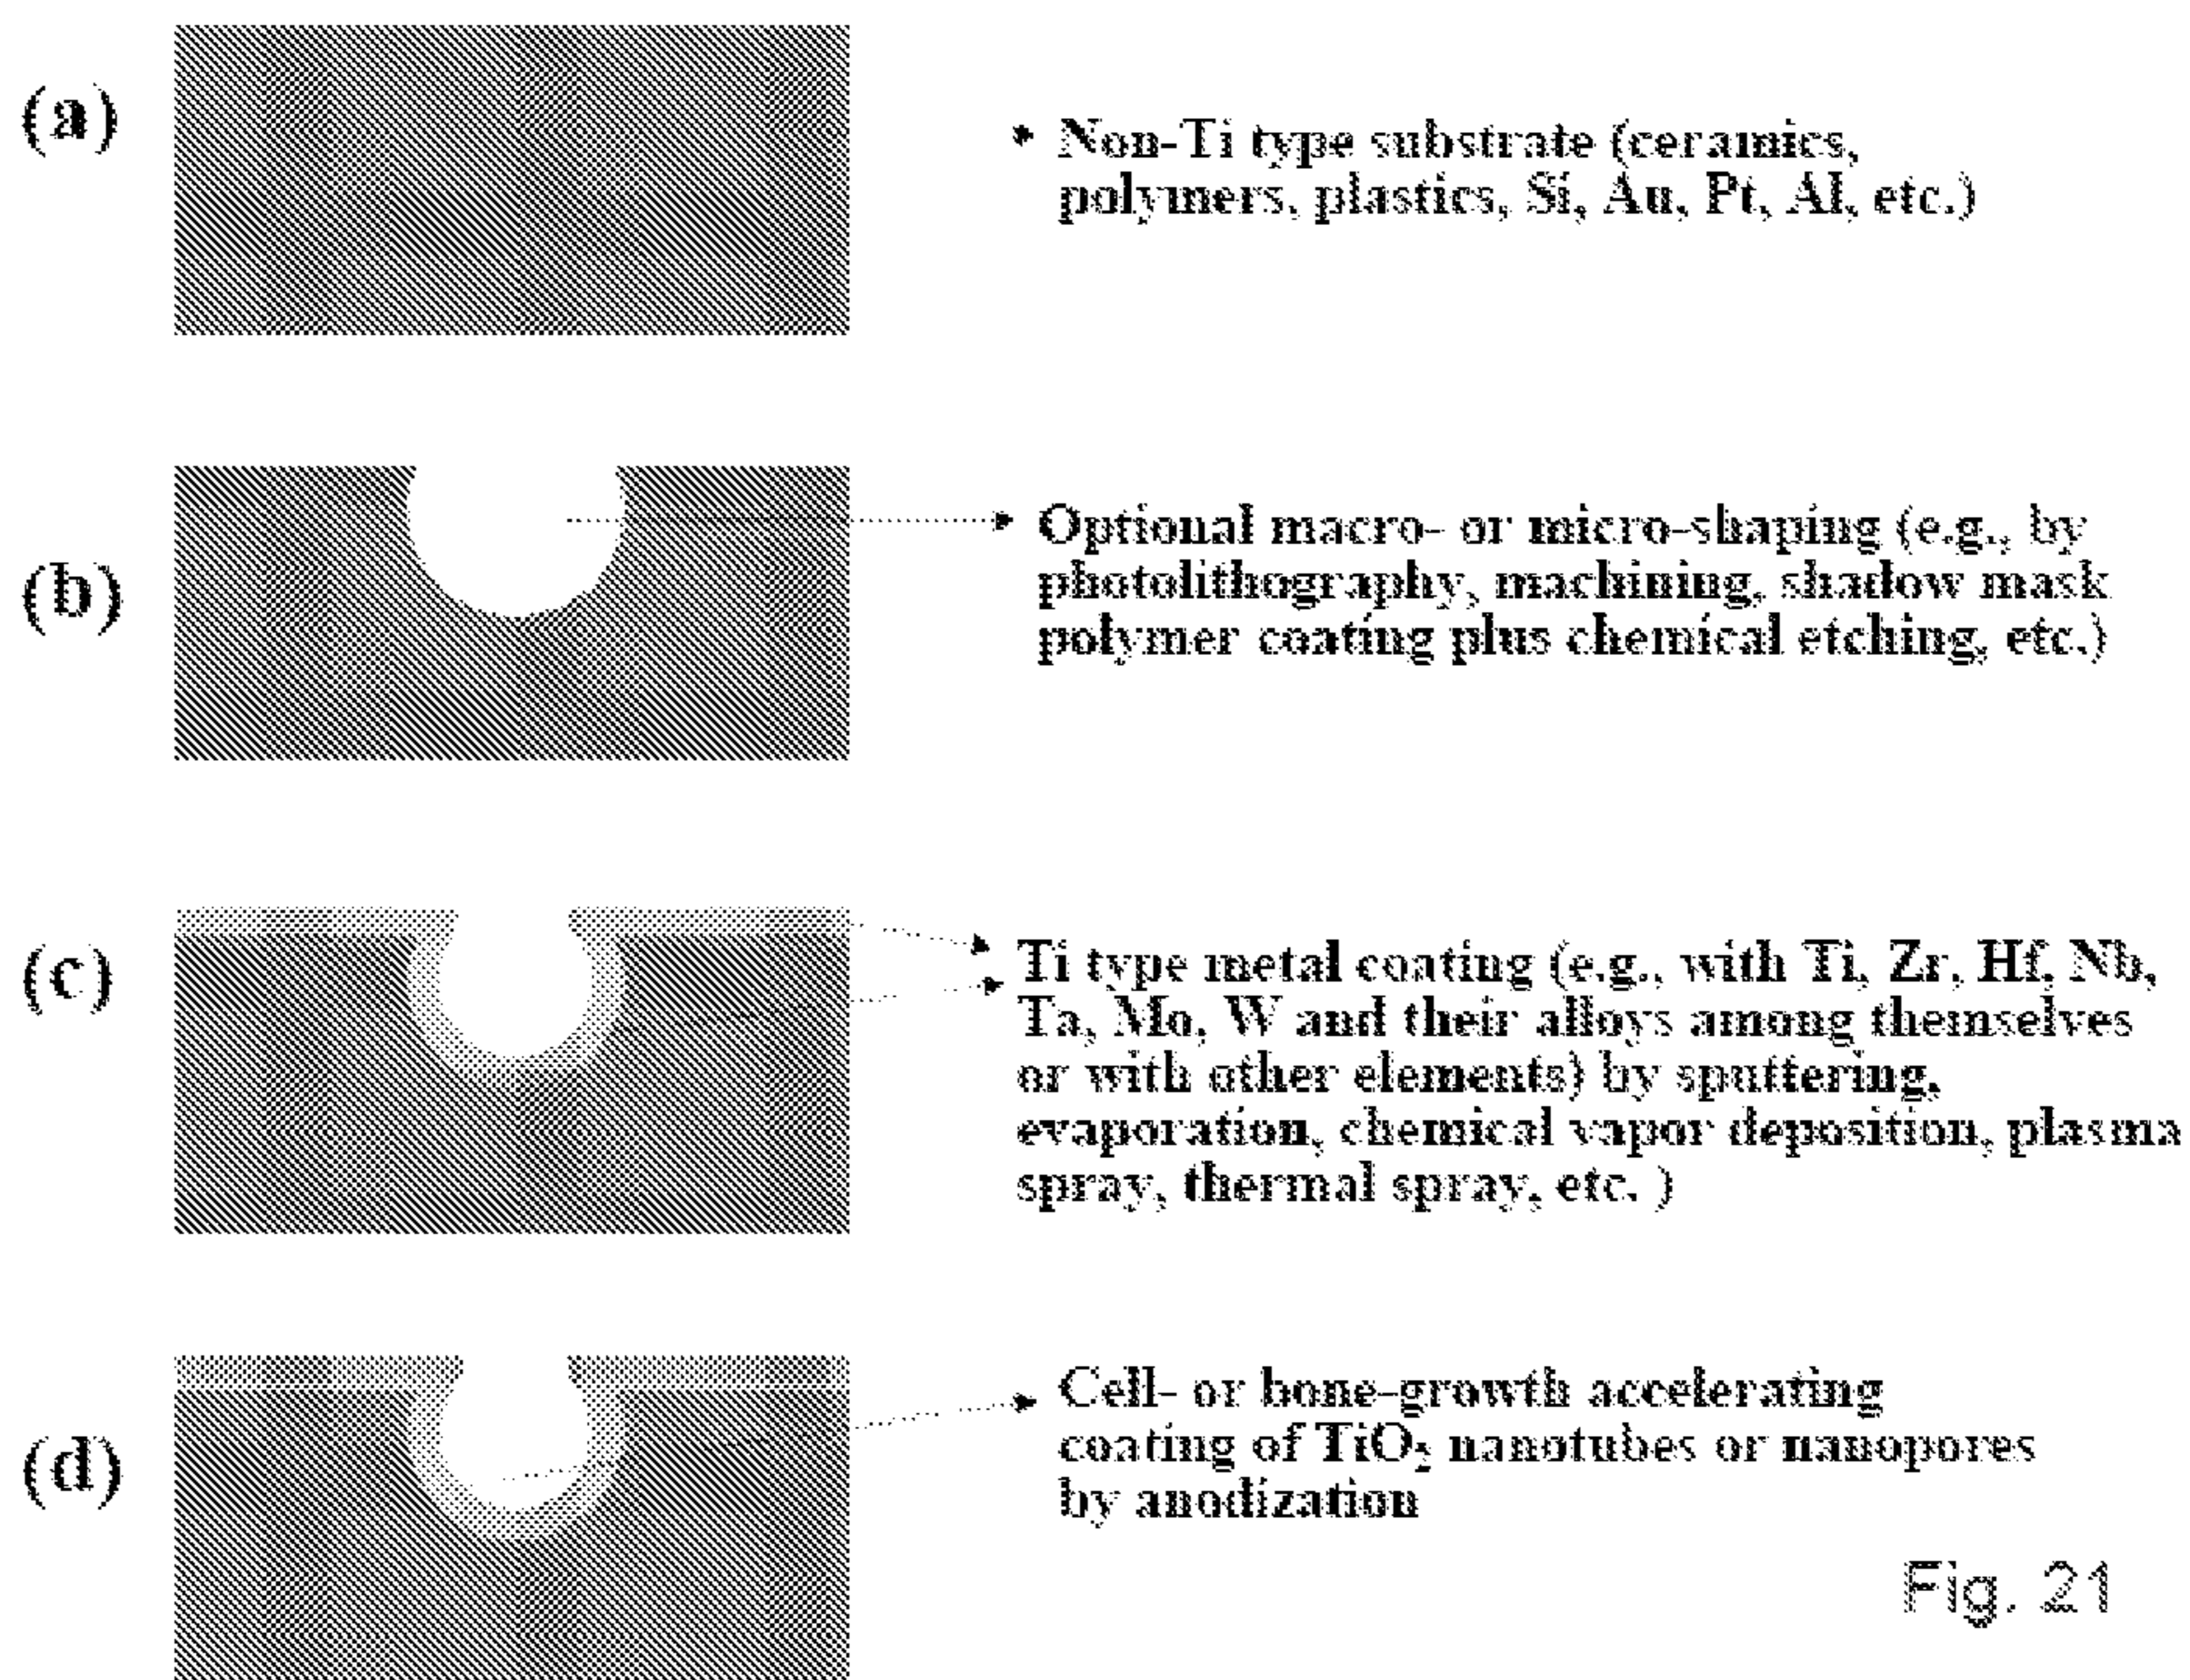 (a)
Non-Ti type substrate (ceramics,
polymers, plastics, Si, Au, Pt, Al, etc.)
(b)
Optional macro- or micro-shaping (e.g., by
photolithography, machining, shadow mask
polymer coating plus chemical etching, etc.)
(c)
Ti type metal coating (e.g., with Ti, Zr, Hf, Nb,
Ta, Mo, W and their alloys among themselves
or with other elements) by sputtering,
evaporation, chemical vapor deposition, plasma
spray, thermal spray, etc. )
(d)
Cell- or bone-growth accelerating
coating of TiO₂ nanotubes or nanopores
by anodization
Fig. 21